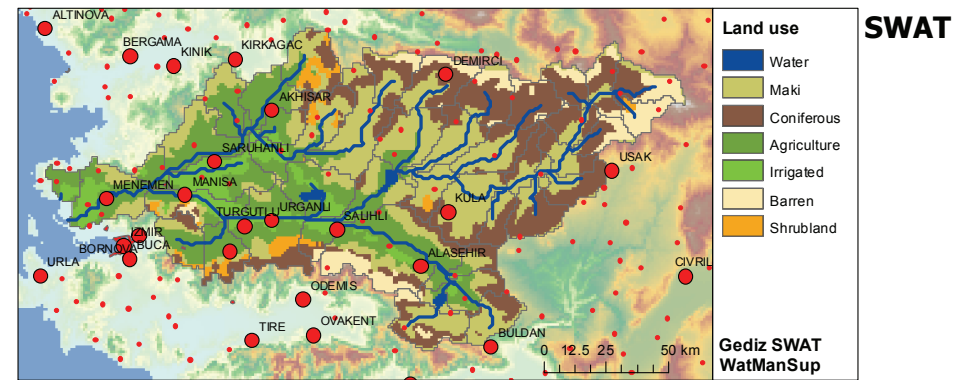 SWAT
ALTINOVA
BERGAMA
KINIK
KIRKAGAC
DEMIRCI
AKHISAR
SARUHANLI
USAK
MENEMEN
MANISA
TURGUTLU
URGANLI
SALIHLI
KULA
IZMIR
BORNOVA
BUCA
URLA
ALASEHIR
CIVRIL
ODEMIS
TIRE
OVAKENT
BULDAN
0 12.5 25 50 km
Land use
Water
Maki
Coniferous
Agriculture
Irrigated
Barren
Shrubland
Gediz SWAT
WatManSup